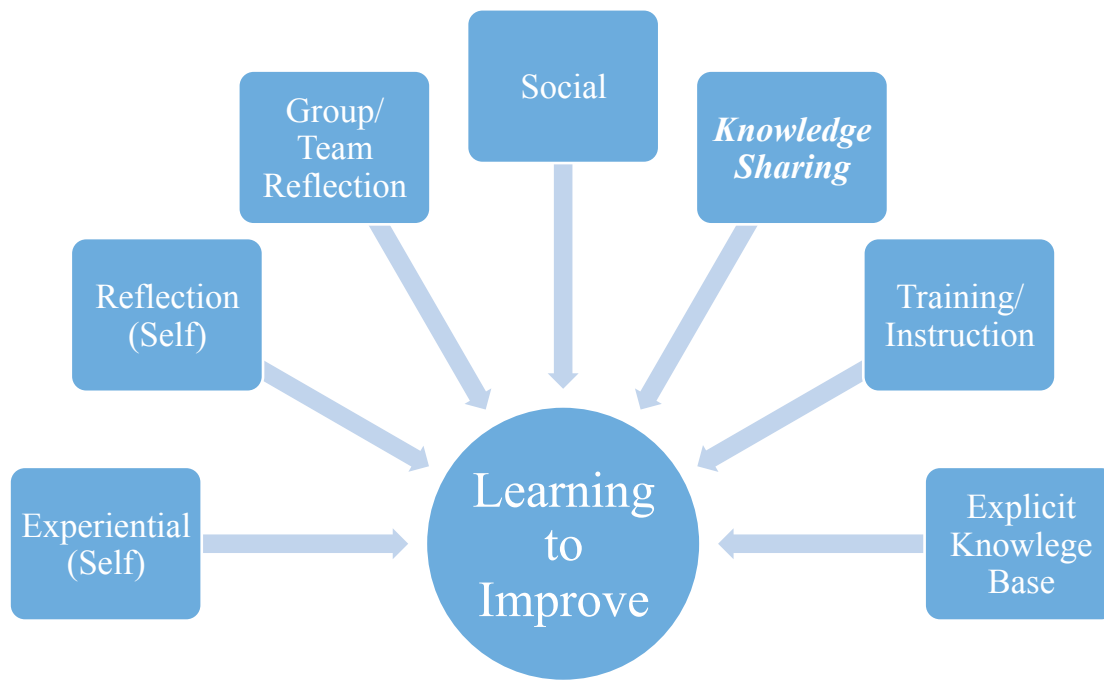 Social
Group/
Team
Reflection
Knowledge
Sharing
Reflection
(Self)
Training/
Instruction
Experiential
(Self)
Learning
to
Improve
Explicit
Knowlege
Base